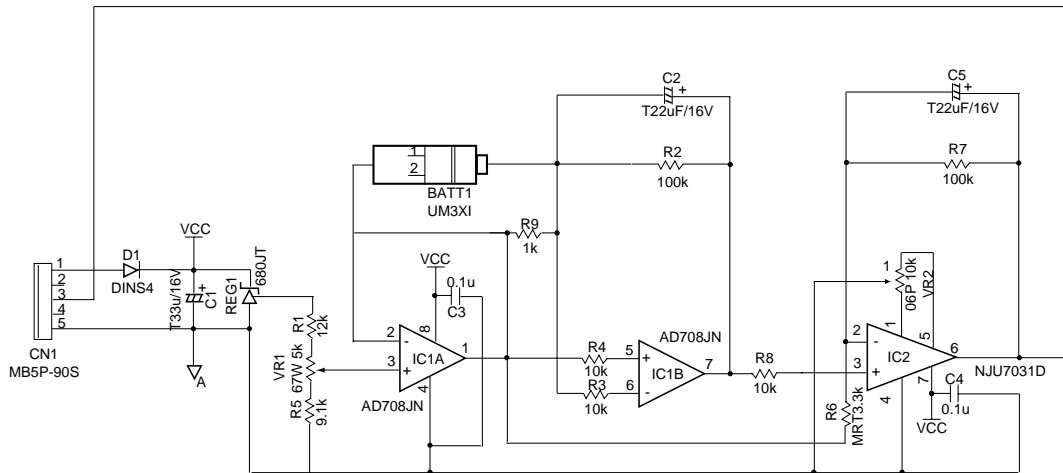 C2
+
T22uF/16V
C5
+
T22uF/16V
1
2
BATT1
UM3XI
R2
100k
R7
100k
R9
1k
VCC
D1
DINS4
1
2
3
4
5
CN1
MB5P-90S
T33u/16V
+
C1
A
REG1
680JT
R1
12k
VR1
67W 5k
R5
9.1k
VCC
0.1u
C3
2
-
3
+
8
1
4
IC1A
AD708JN
R4
10k
R3
10k
5
+
6
-
7
IC1B
AD708JN
R8
10k
1
06P 10k
VR2
1
5
2
-
3
+
6
IC2
4
7
NJU7031D
R6
MRT3.3k
C4
0.1u
VCC